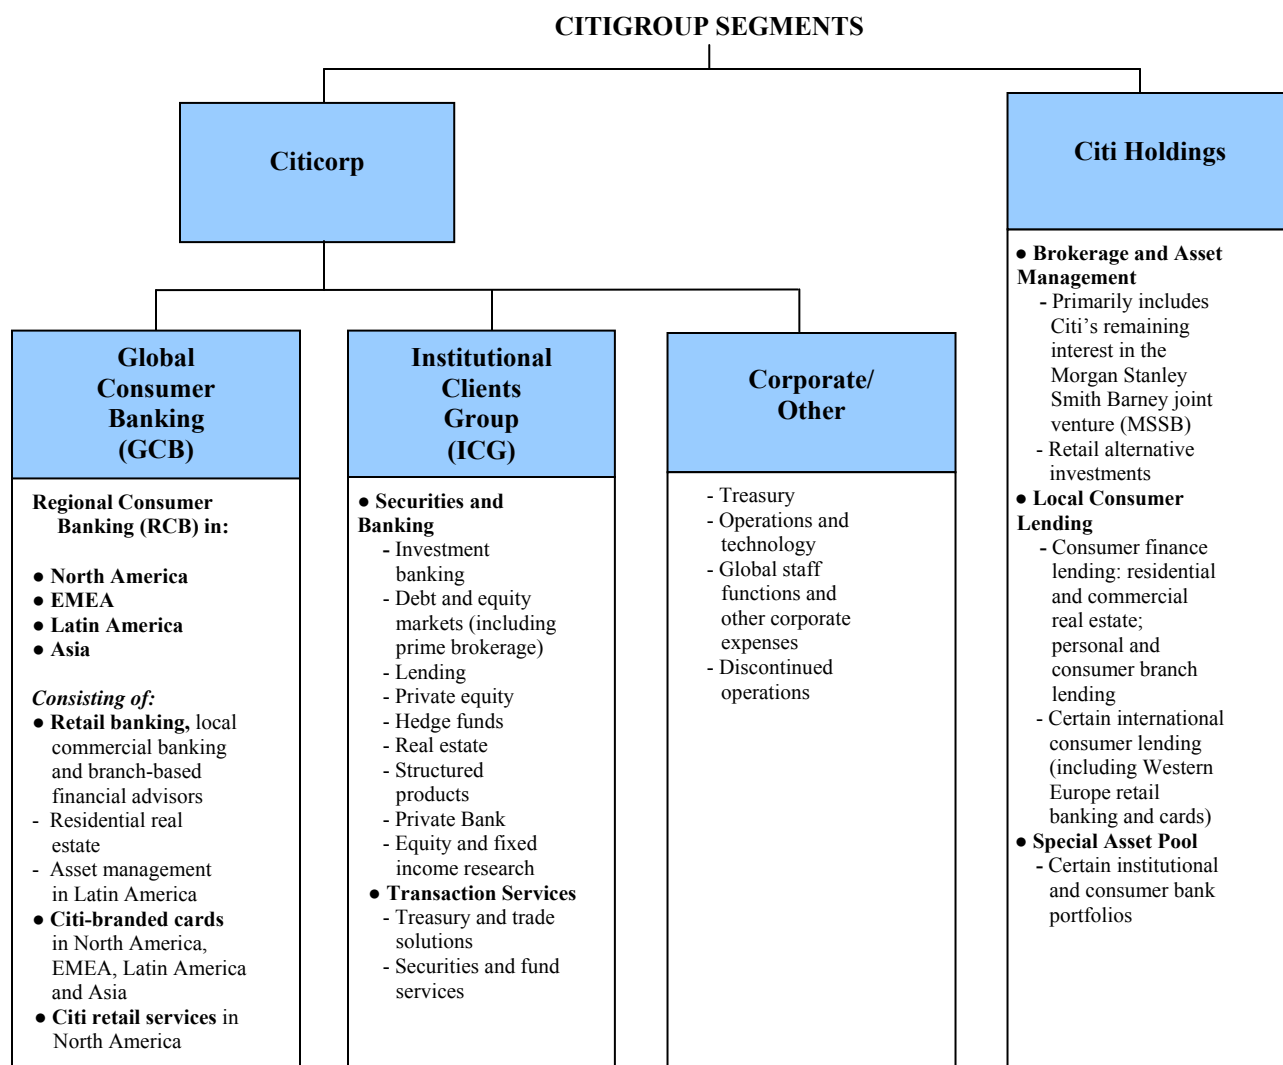 CITIGROUP SEGMENTS
Citicorp
Citi Holdings
● Brokerage and Asset
Management
- Primarily includes
Citi’s remaining
interest in the
Morgan Stanley
Smith Barney joint
venture (MSSB)
- Retail alternative
investments
● Local Consumer
Lending
- Consumer finance
lending: residential
and commercial
real estate;
personal and
consumer branch
lending
- Certain international
consumer lending
(including Western
Europe retail
banking and cards)
● Special Asset Pool
- Certain institutional
and consumer bank
portfolios
Global
Consumer
Banking
(GCB)
Regional Consumer
Banking (RCB) in:
● North America
● EMEA
● Latin America
● Asia
Consisting of:
● Retail banking, local
commercial banking
and branch-based
financial advisors
- Residential real
estate
- Asset management
in Latin America
● Citi-branded cards
in North America,
EMEA, Latin America
and Asia
● Citi retail services in
North America
Institutional
Clients
Group
(ICG)
● Securities and
Banking
- Investment
banking
- Debt and equity
markets (including
prime brokerage)
- Lending
- Private equity
- Hedge funds
- Real estate
- Structured
products
- Private Bank
- Equity and fixed
income research
● Transaction Services
- Treasury and trade
solutions
- Securities and fund
services
Corporate/
Other
- Treasury
- Operations and
technology
- Global staff
functions and
other corporate
expenses
- Discontinued
operations